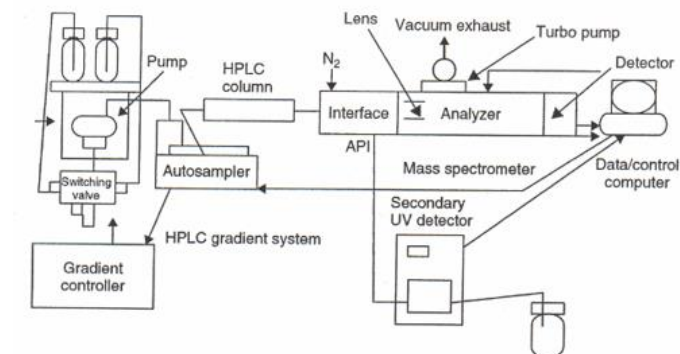 Vacuum exhaust
Lens
Turbo pump
Pump
HPLC
column
N2
Detector
Interface
Analyzer
API
Autosampler
Mass spectrometer
Data/control
computer
Switching
valve
Secondary
UV detector
HPLC gradient system
Gradient
controller